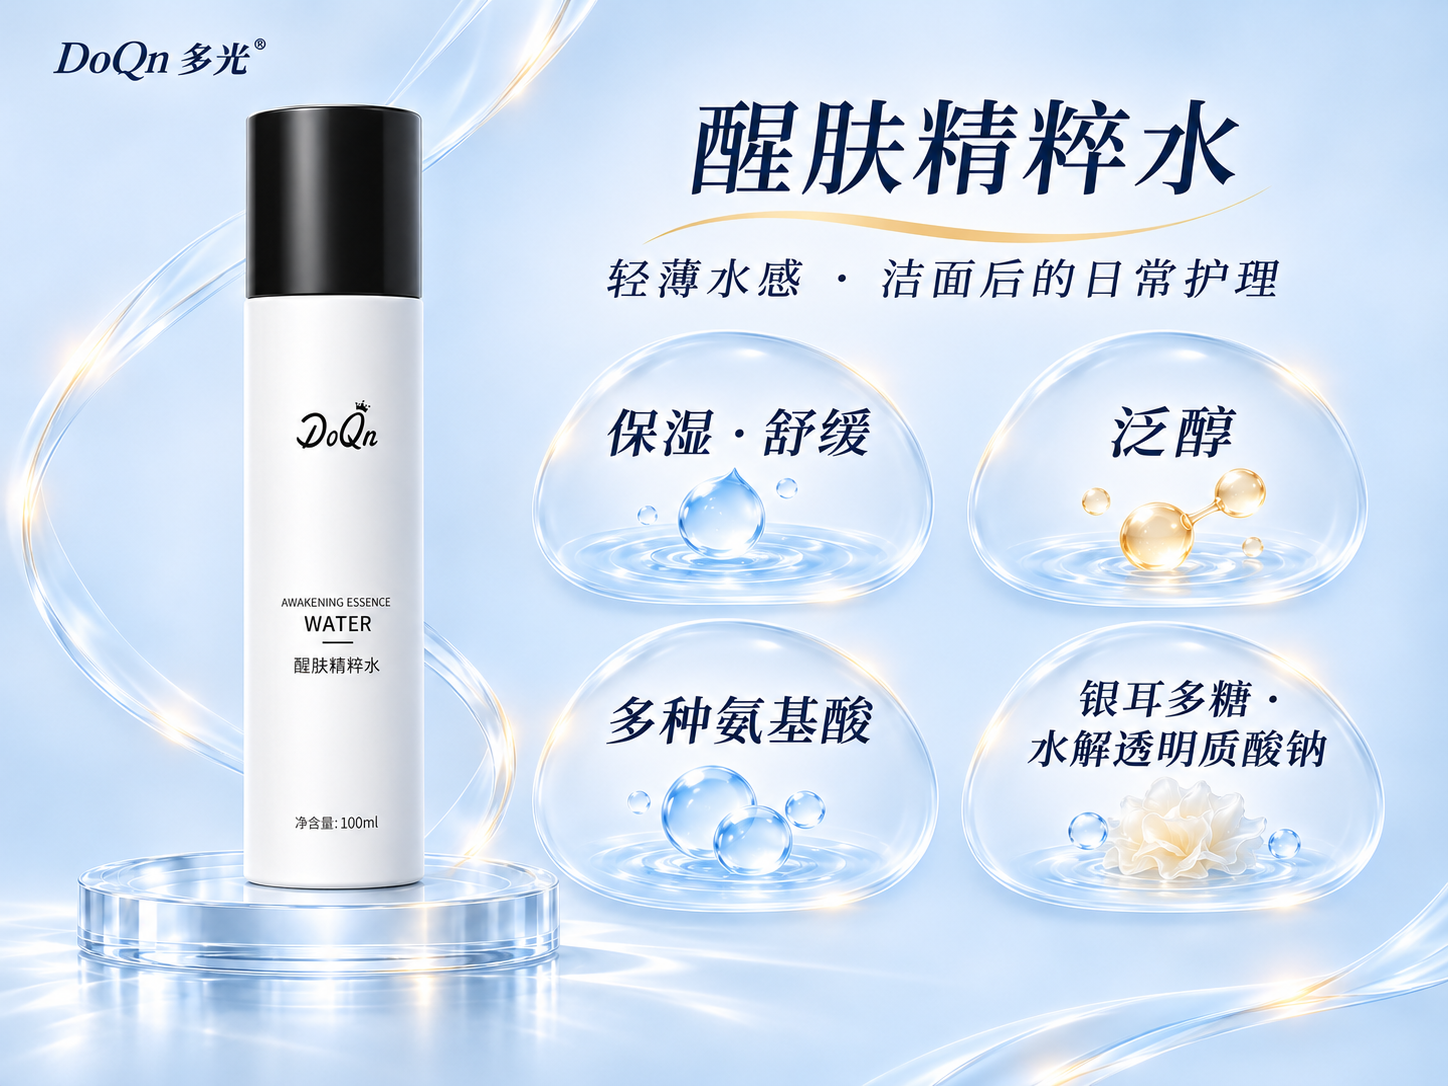 DoQn 多光®
醒肤精粹水
轻薄水感 · 洁面后的日常护理
保湿 · 舒缓
泛醇
多种氨基酸
银耳多糖 ·
水解透明质酸钠
DoQn
AWAKENING ESSENCE
WATER
醒肤精粹水
净含量: 100ml